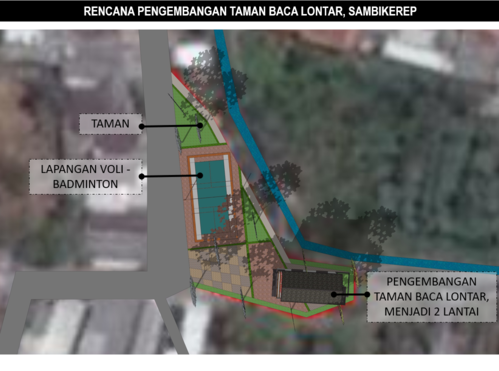 RENCANA PENGEMBANGAN TAMAN BACA LONTAR, SAMBIKEREP
TAMAN
LAPANGAN VOLI -
BADMINTON
PENGEMBANGAN
TAMAN BACA LONTAR,
MENJADI 2 LANTAI